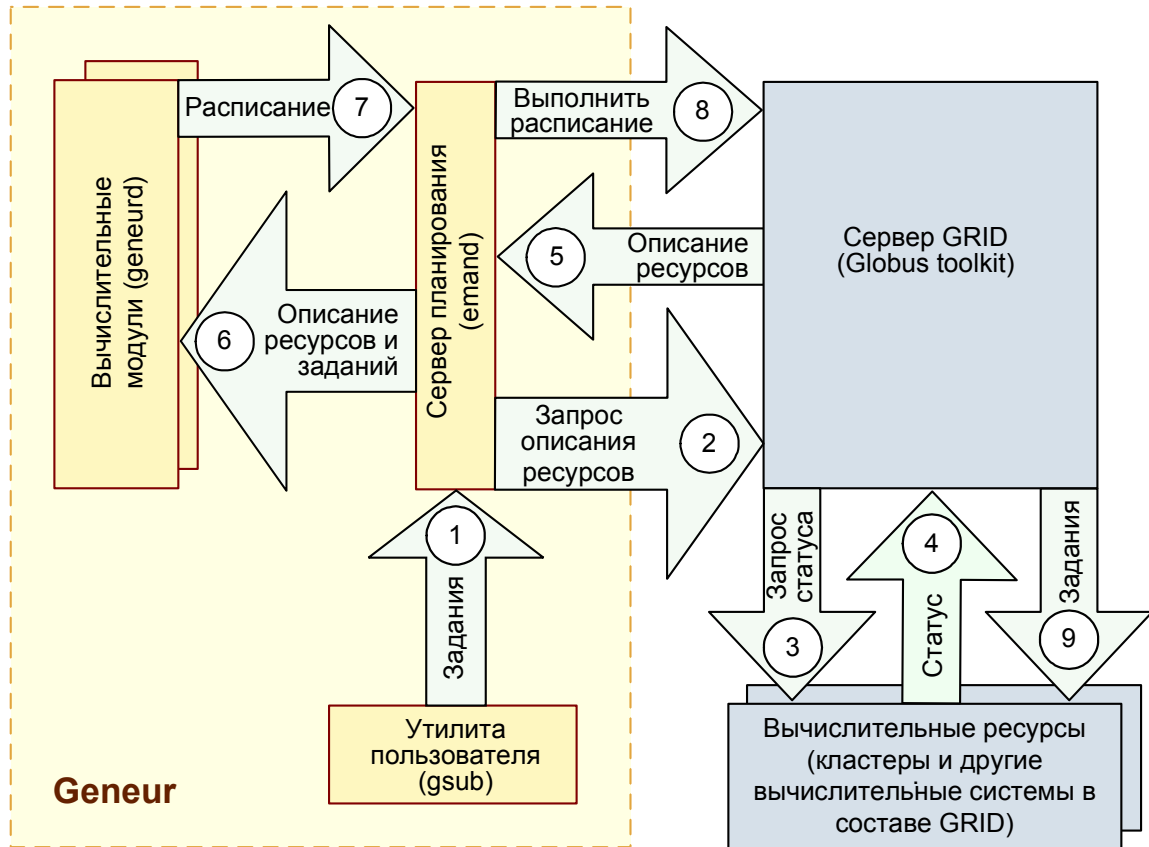 Расписание
7
Выполнить
расписание
8
Вычислительные
модули (geneurd)
Сервер планирования
(emand)
Сервер GRID
(Globus toolkit)
5
Описание
ресурсов
6
Описание
ресурсов и
заданий
Запрос
описания
ресурсов
2
1
Задания
Запрос
статуса
3
4
Статус
Задания
9
Утилита
пользователя
(gsub)
Geneur
Вычислительные ресурсы
(кластеры и другие
вычислительные системы в
составе GRID)